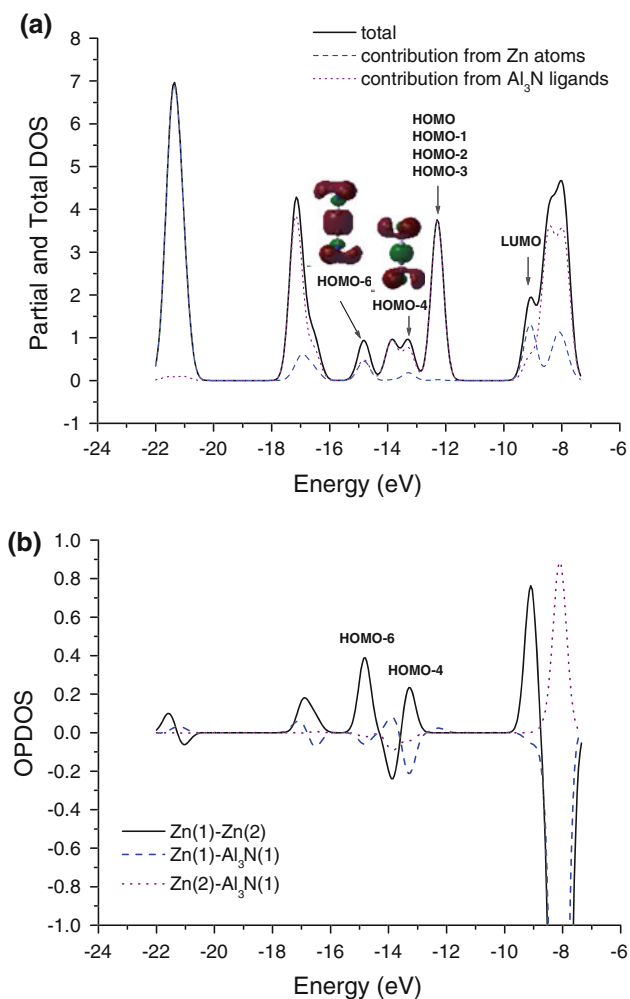 (a)
total
contribution from Zn atoms
contribution from Al₃N ligands
8
7
6
5
4
3
2
1
0
-1
Partial and Total DOS
HOMO
HOMO-1
HOMO-2
HOMO-3
HOMO-6
HOMO-4
LUMO
-24 -22 -20 -18 -16 -14 -12 -10 -8 -6
Energy (eV)
(b)
1.0
0.8
0.6
0.4
0.2
0.0
-0.2
-0.4
-0.6
-0.8
-1.0
OPDOS
HOMO-6
HOMO-4
Zn(1)-Zn(2)
Zn(1)-Al₃N(1)
Zn(2)-Al₃N(1)
-24 -22 -20 -18 -16 -14 -12 -10 -8 -6
Energy (eV)